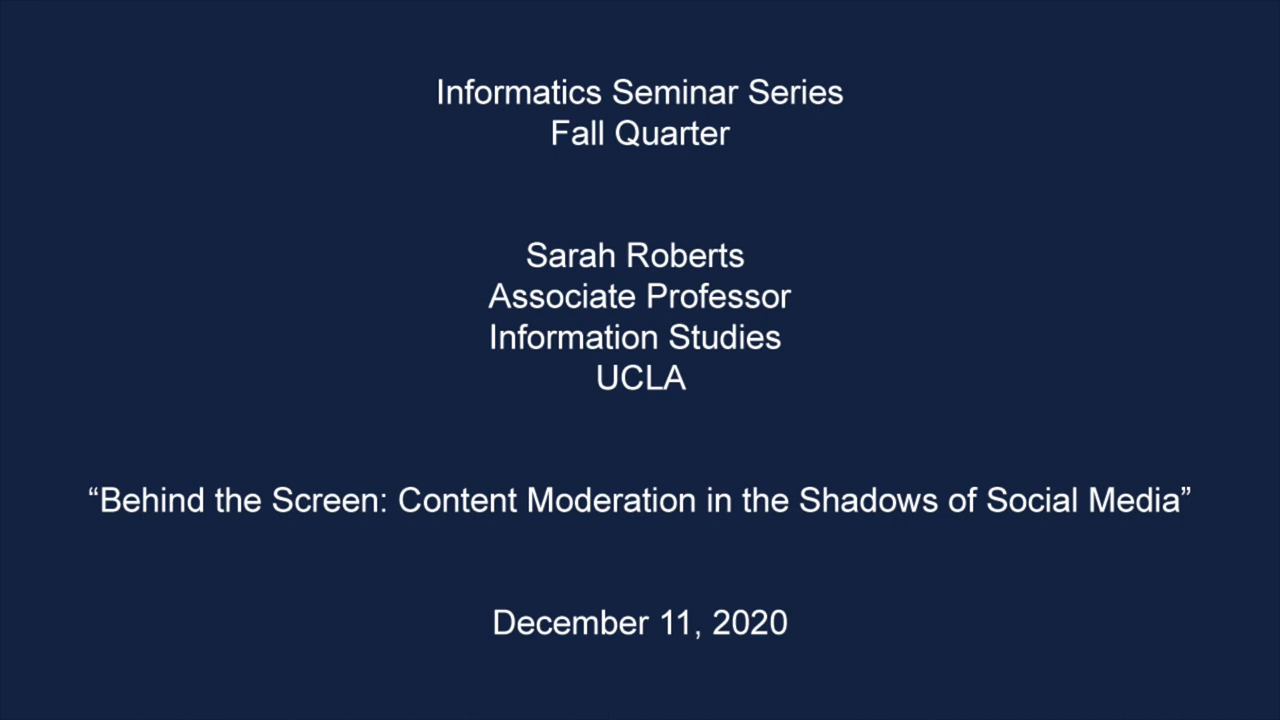 Informatics Seminar Series
Fall Quarter
Sarah Roberts
Associate Professor
Information Studies
UCLA
“Behind the Screen: Content Moderation in the Shadows of Social Media”
December 11, 2020